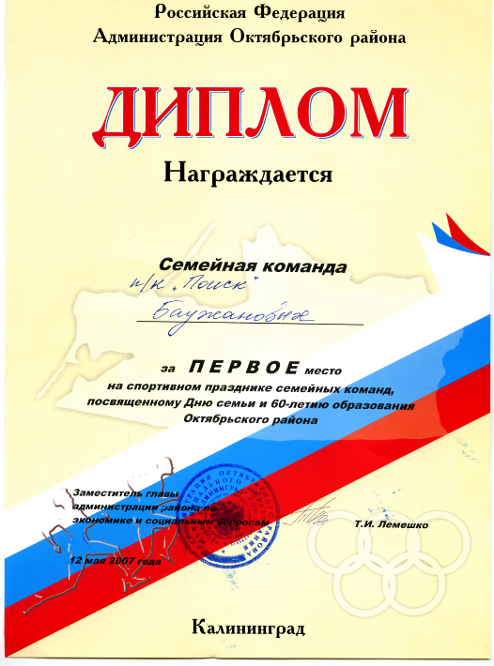 Российская Федерация
Администрация Октябрьского района
ДИПЛОМ
Награждается
Семейная команда
п/к „Поиск"
Баужановых
за ПЕРВОЕ место
на спортивном празднике семейных команд,
посвященному Дню семьи и 60-летию образования
Октябрьского района
Заместитель главы
администрации района по
экономике и социальным вопросам
Т.И. Лемешко
12 мая 2007 года
Калининград